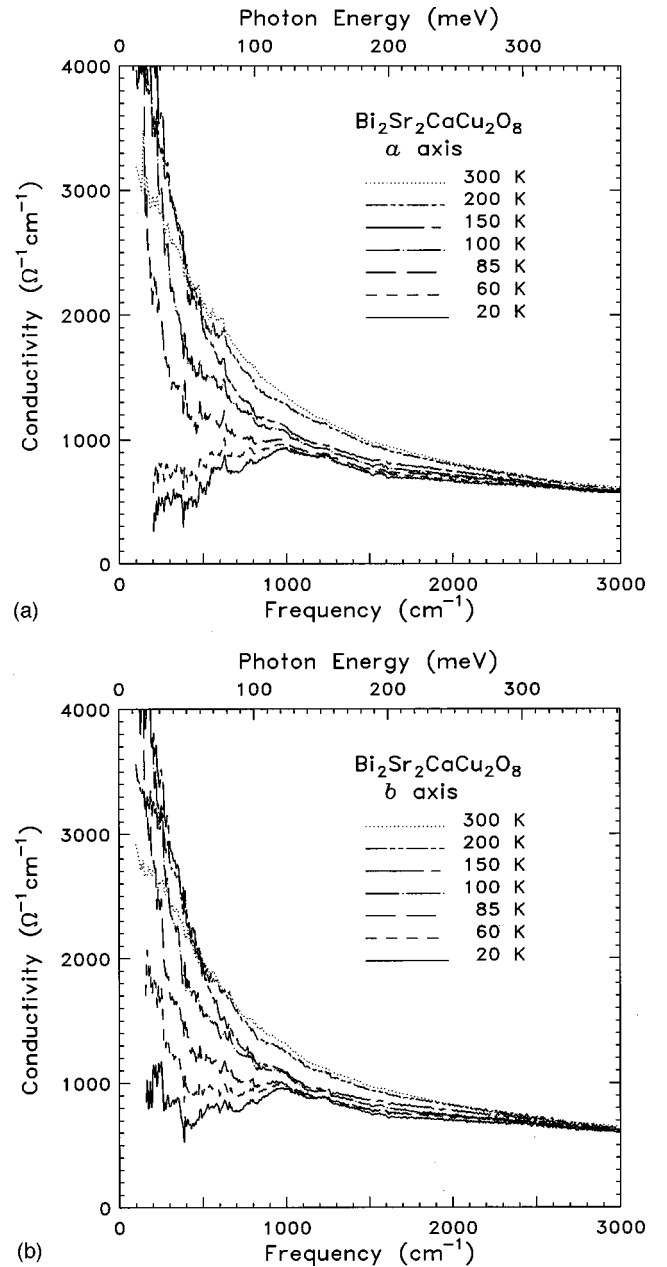 Photon Energy (meV)
0 100 200 300
4000
3000
2000
1000
0
Conductivity (Ω⁻¹cm⁻¹)
Bi₂Sr₂CaCu₂O₈
a axis
300 K
200 K
150 K
100 K
85 K
60 K
20 K
0 1000 2000 3000
Frequency (cm⁻¹)
(a)
Photon Energy (meV)
0 100 200 300
4000
3000
2000
1000
0
Conductivity (Ω⁻¹cm⁻¹)
Bi₂Sr₂CaCu₂O₈
b axis
300 K
200 K
150 K
100 K
85 K
60 K
20 K
0 1000 2000 3000
Frequency (cm⁻¹)
(b)